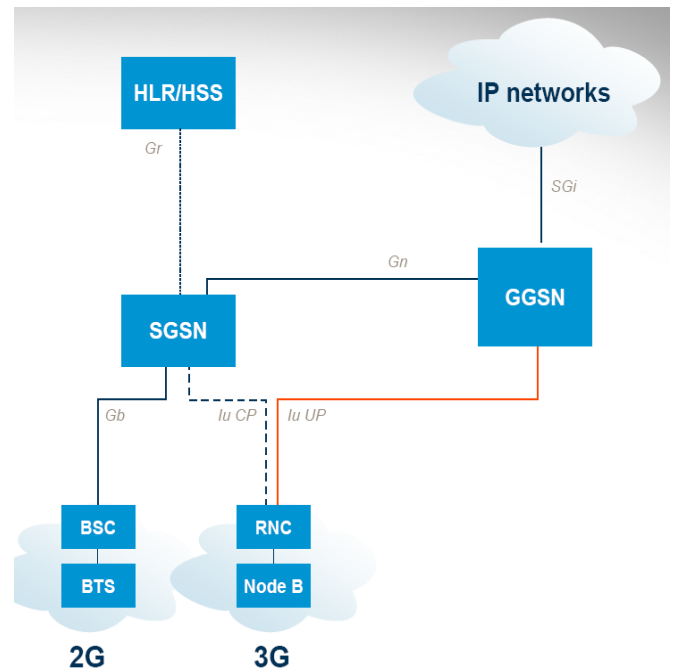 HLR/HSS
IP networks
Gr
SGi
Gn
GGSN
SGSN
Gb
Iu CP
Iu UP
BSC
RNC
BTS
Node B
2G
3G